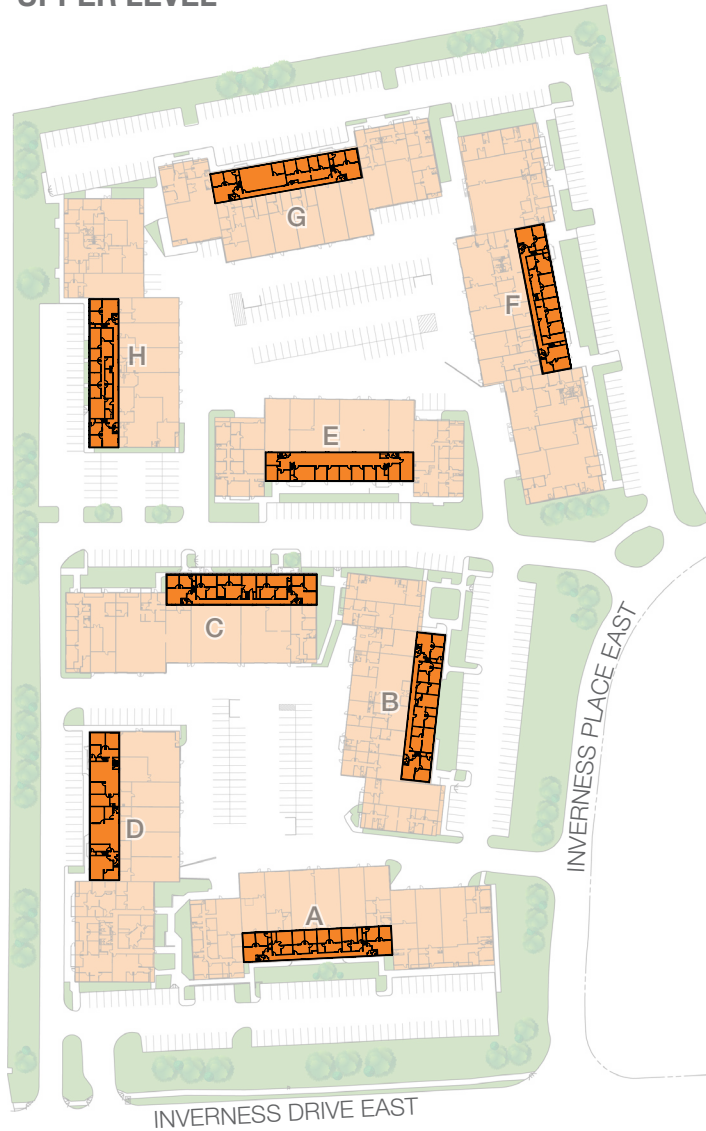 UPPER LEVEL
G
F
H
E
C
B
INVERNESS PLACE EAST
D
A
INVERNESS DRIVE EAST